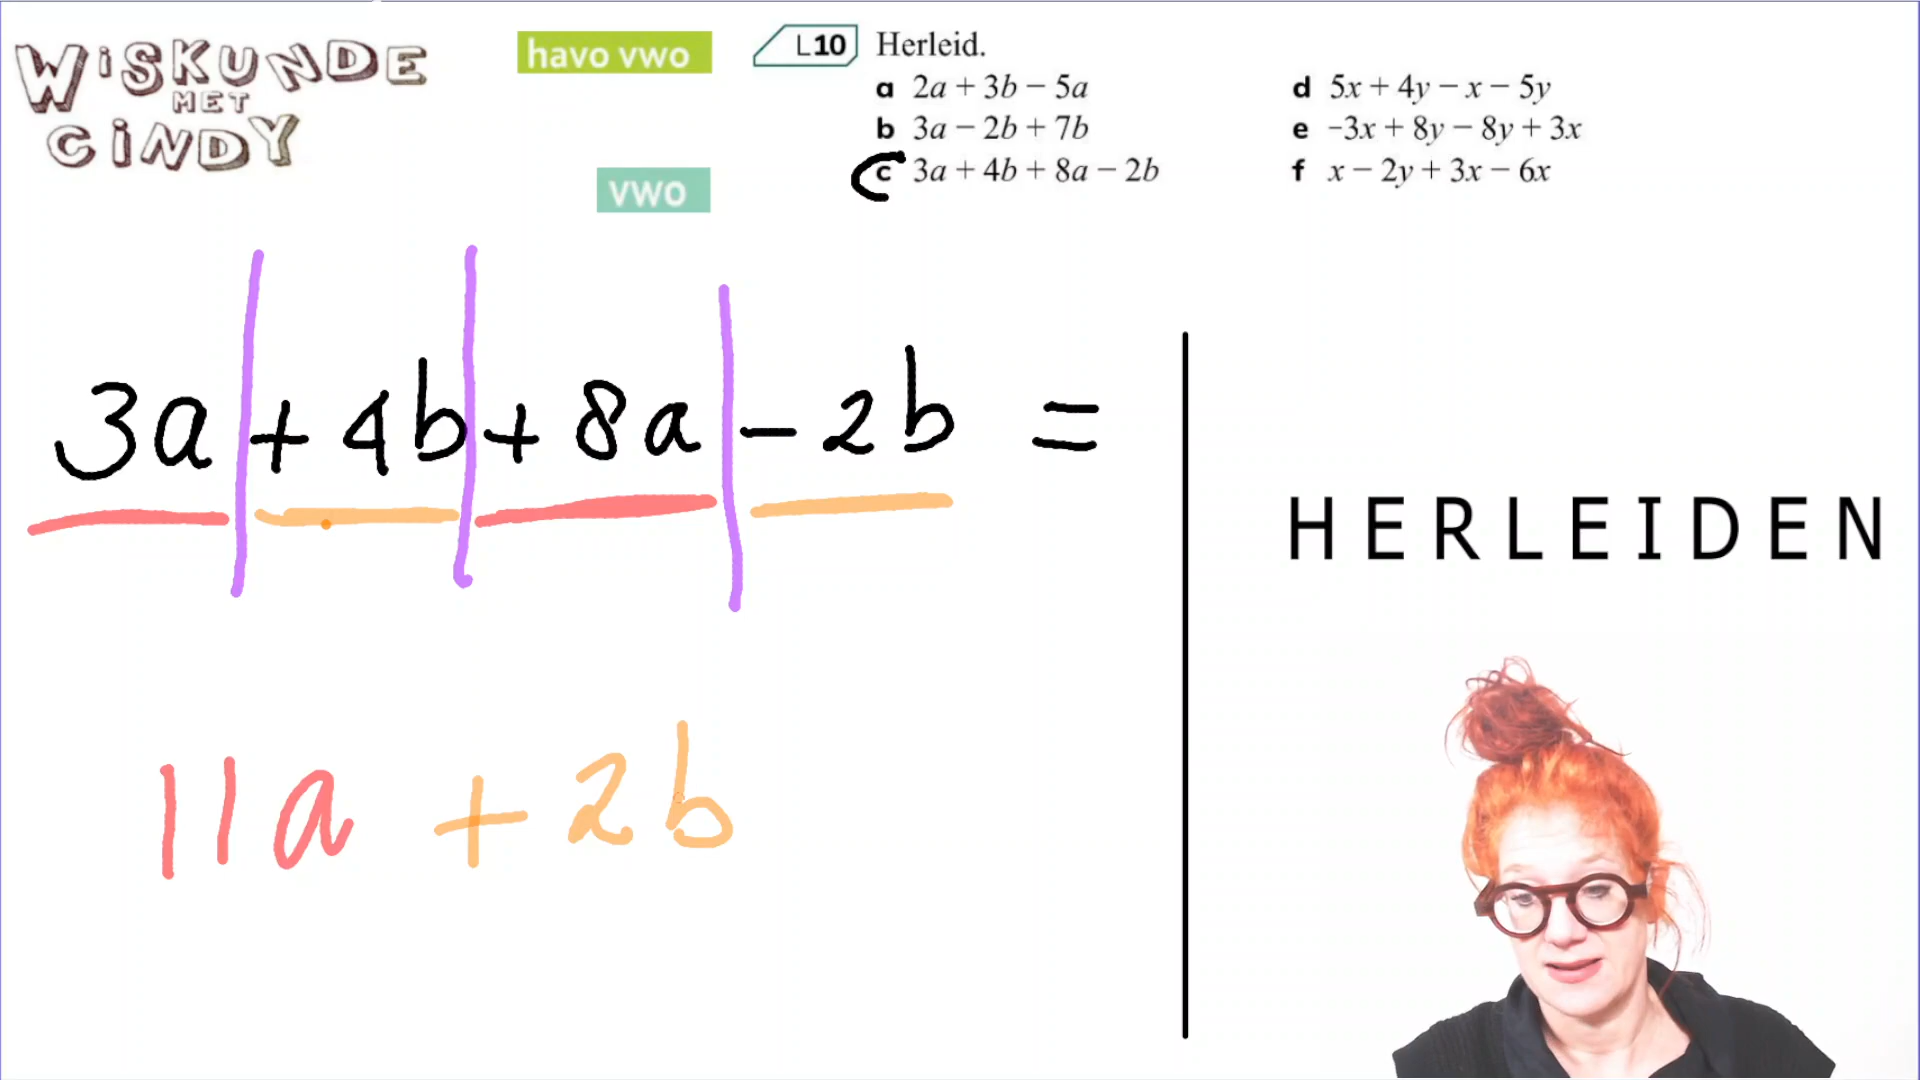 WiSKUNDE
MET
CiNDY
havo vwo
vwo
L10 Herleid.
a 2a + 3b − 5a
b 3a − 2b + 7b
c 3a + 4b + 8a − 2b
d 5x + 4y − x − 5y
e -3x + 8y − 8y + 3x
f x − 2y + 3x − 6x
3a + 4b + 8a − 2b =
11a + 2b
HERLEIDEN